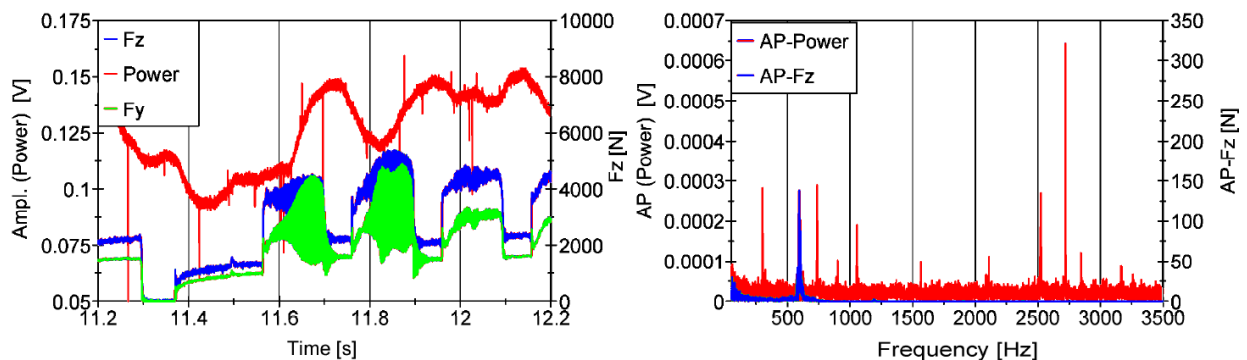 0.175
0.15
0.125
0.1
0.075
0.05
Ampl. (Power) [V]
Fz
Power
Fy
10000
8000
6000
4000
2000
0
Fz [N]
11.2 11.4 11.6 11.8 12 12.2
Time [s]
0.0007
0.0006
0.0005
0.0004
0.0003
0.0002
0.0001
0
AP (Power) [V]
AP-Power
AP-Fz
350
300
250
200
150
100
50
0
AP-Fz [N]
500 1000 1500 2000 2500 3000 3500
Frequency [Hz]